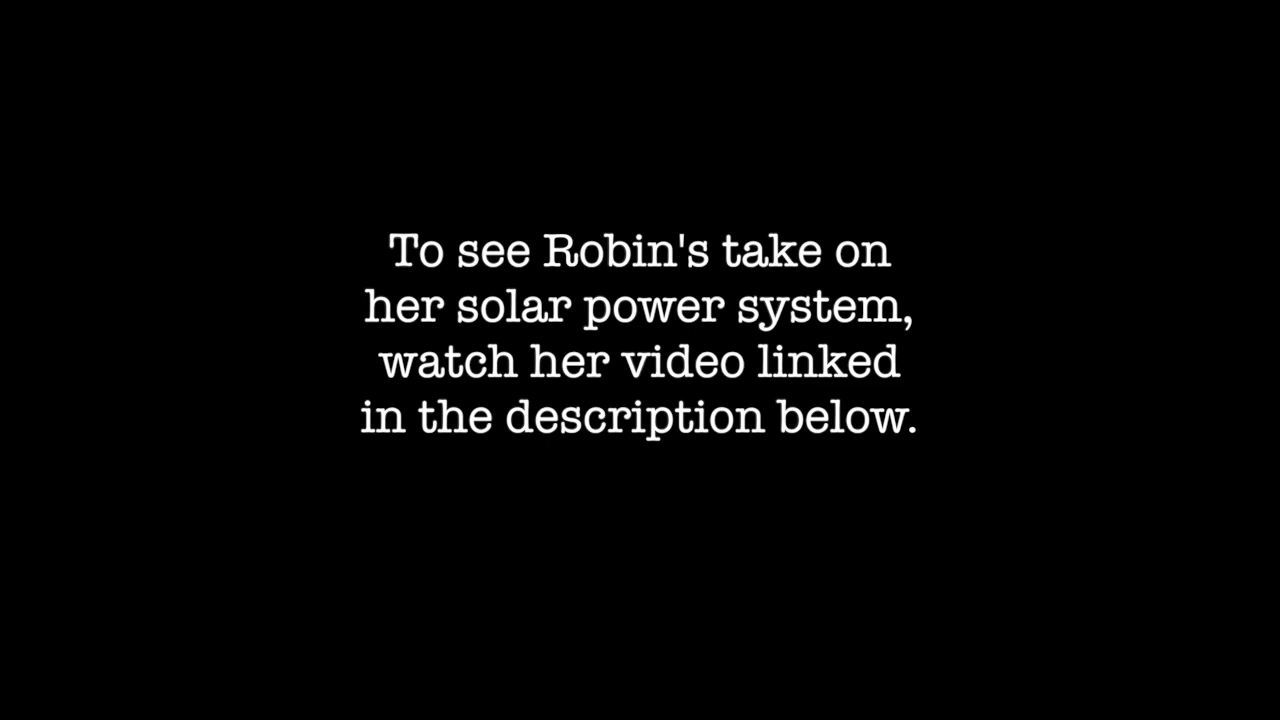 To see Robin's take on
her solar power system,
watch her video linked
in the description below.